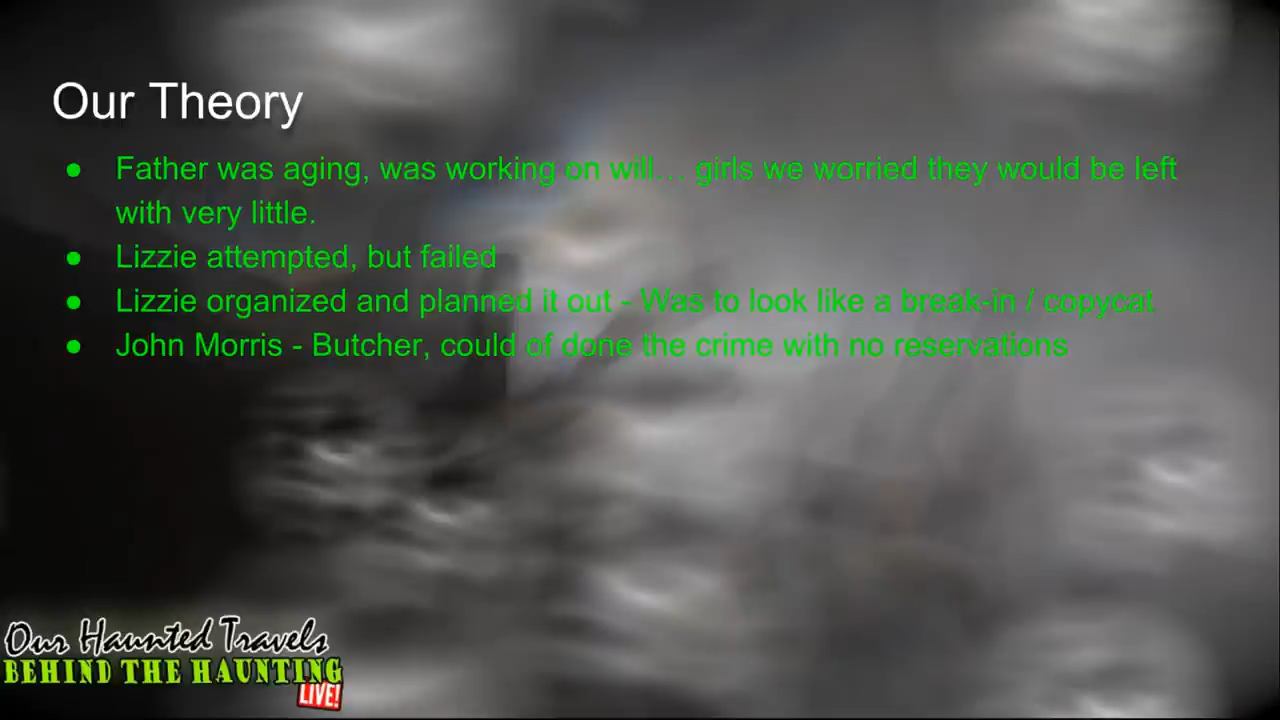 Our Theory
● Father was aging, was working on will... girls we worried they would be left
with very little.
● Lizzie attempted, but failed
● Lizzie organized and planned it out - Was to look like a break-in / copycat
● John Morris - Butcher, could of done the crime with no reservations
Our Haunted Travels
BEHIND THE HAUNTING
LIVE!